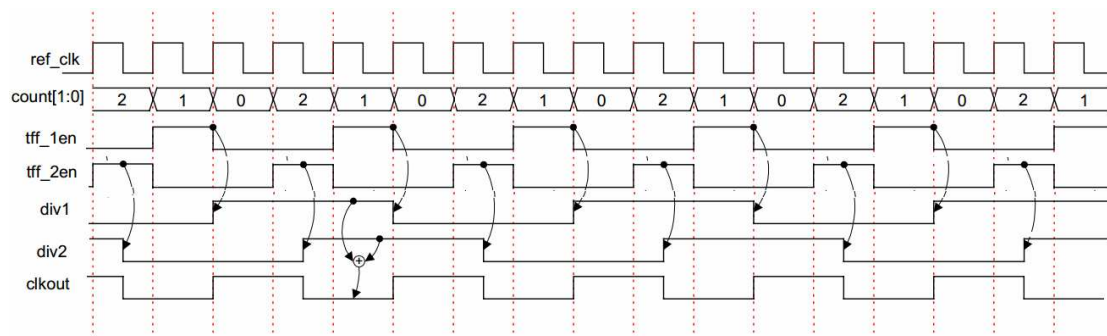 ref_clk
count[1:0] 2 1 0 2 1 0 2 1 0 2 1 0 2 1 0 2 1
tff_1en
tff_2en
div1
div2
clkout